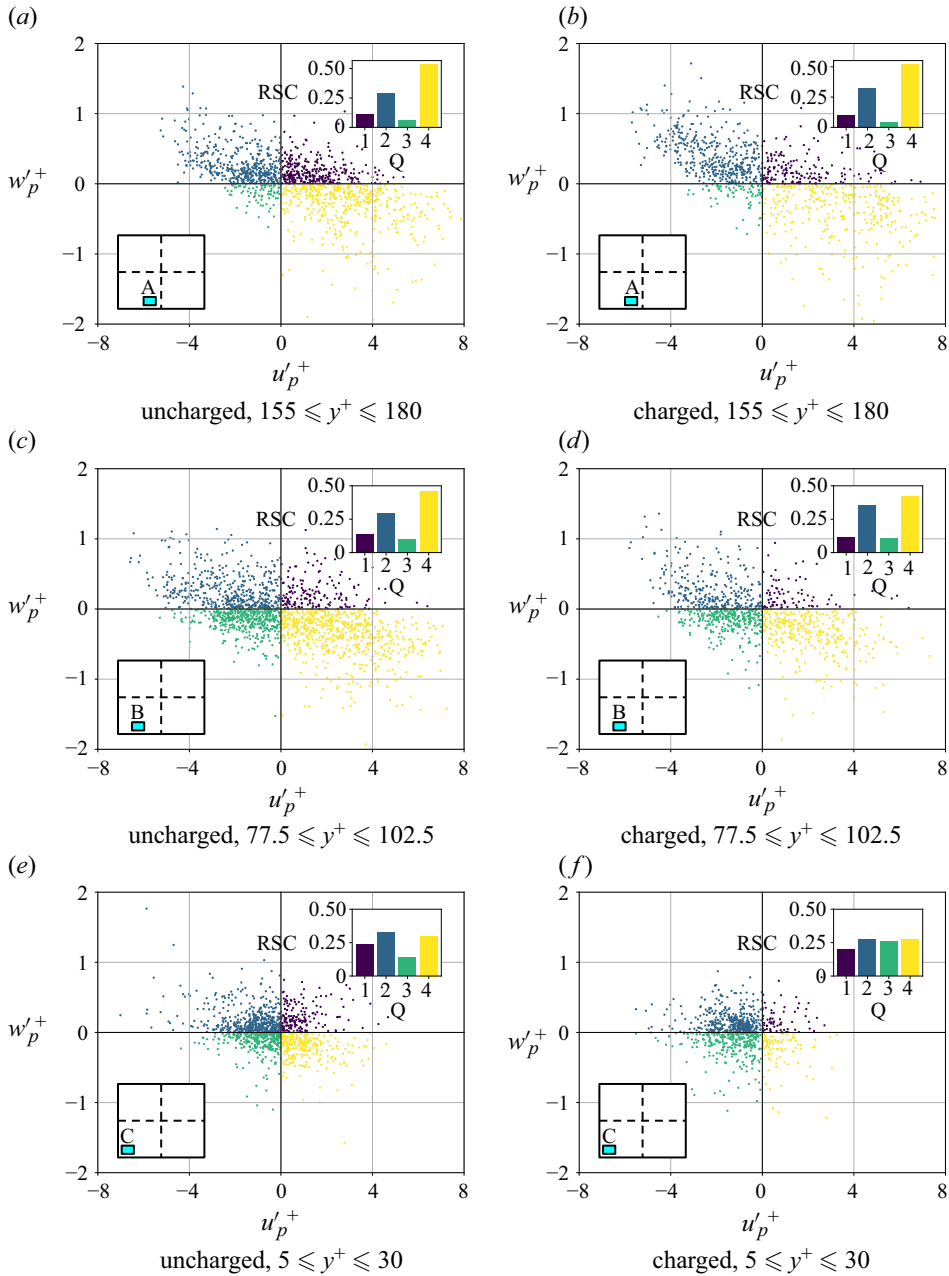 (a)
2
1
w′p+
0
−1
−2
−8 −4 0 4 8
u′p+
RSC
0.50
0.25
0
1 2 3 4
Q
A
uncharged, 155 ⩽ y+ ⩽ 180
(b)
2
1
w′p+
0
−1
−2
−8 −4 0 4 8
u′p+
RSC
0.50
0.25
0
1 2 3 4
Q
A
charged, 155 ⩽ y+ ⩽ 180
(c)
2
1
w′p+
0
−1
−2
−8 −4 0 4 8
u′p+
RSC
0.50
0.25
0
1 2 3 4
Q
B
uncharged, 77.5 ⩽ y+ ⩽ 102.5
(d)
2
1
w′p+
0
−1
−2
−8 −4 0 4 8
u′p+
RSC
0.50
0.25
0
1 2 3 4
Q
B
charged, 77.5 ⩽ y+ ⩽ 102.5
(e)
2
1
w′p+
0
−1
−2
−8 −4 0 4 8
u′p+
RSC
0.50
0.25
0
1 2 3 4
Q
C
uncharged, 5 ⩽ y+ ⩽ 30
(f)
2
1
w′p+
0
−1
−2
−8 −4 0 4 8
u′p+
RSC
0.50
0.25
0
1 2 3 4
Q
C
charged, 5 ⩽ y+ ⩽ 30